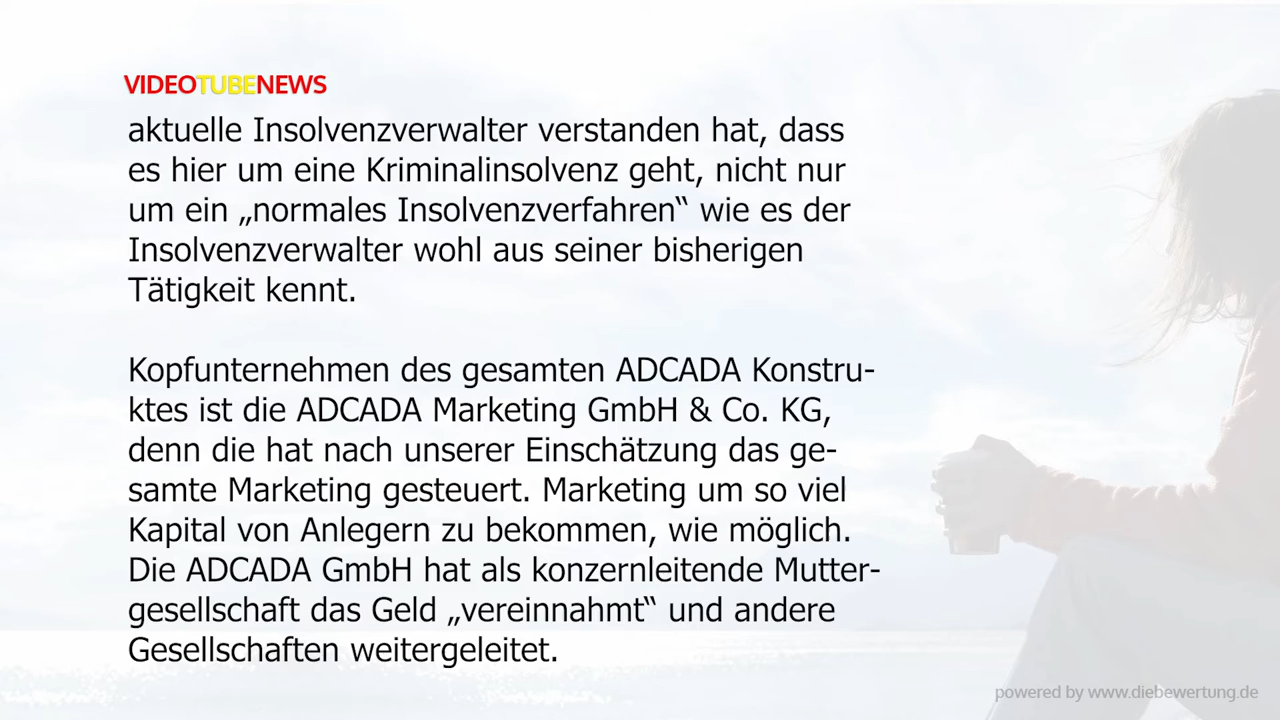 VIDEOTUBENEWS
aktuelle Insolvenzverwalter verstanden hat, dass
es hier um eine Kriminalinsolvenz geht, nicht nur
um ein „normales Insolvenzverfahren“ wie es der
Insolvenzverwalter wohl aus seiner bisherigen
Tätigkeit kennt.
Kopfunternehmen des gesamten ADCADA Konstru-
ktes ist die ADCADA Marketing GmbH & Co. KG,
denn die hat nach unserer Einschätzung das ge-
samte Marketing gesteuert. Marketing um so viel
Kapital von Anlegern zu bekommen, wie möglich.
Die ADCADA GmbH hat als konzernleitende Mutter-
gesellschaft das Geld „vereinnahmt“ und andere
Gesellschaften weitergeleitet.
powered by www.diebewertung.de